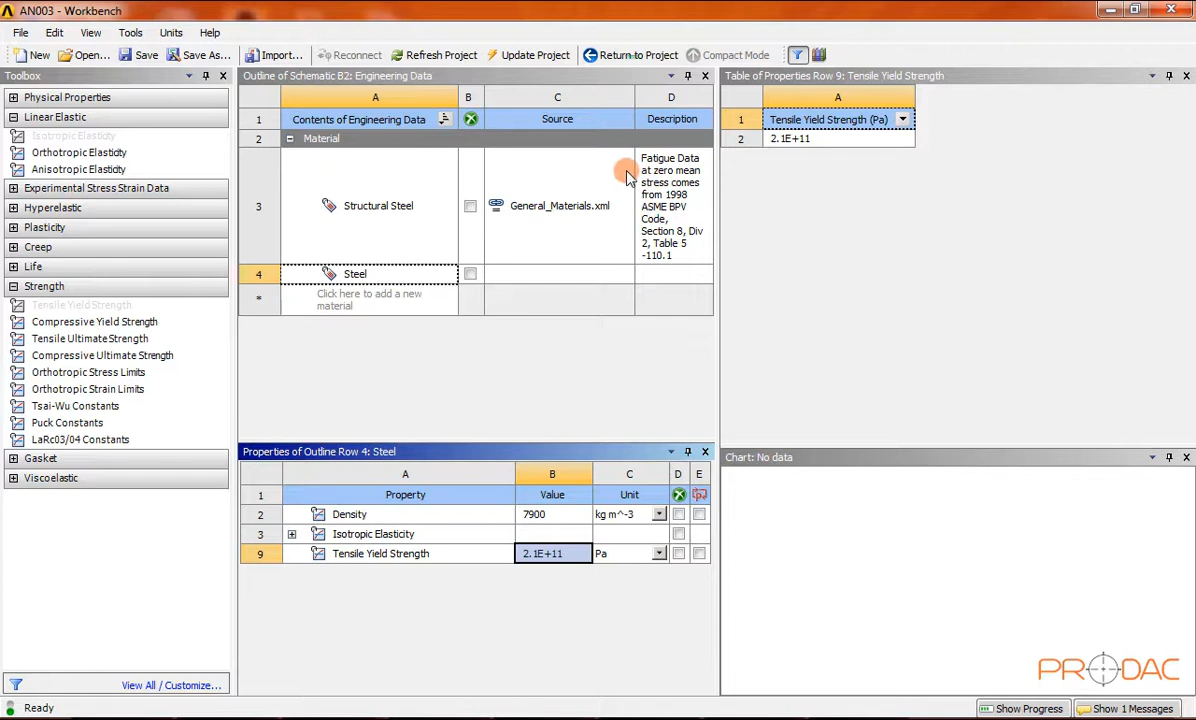 AN003 - Workbench
File Edit View Tools Units Help
New Open... Save Save As... Import... Reconnect Refresh Project Update Project Return to Project Compact Mode
Toolbox
Physical Properties
Linear Elastic
Isotropic Elasticity
Orthotropic Elasticity
Anisotropic Elasticity
Experimental Stress Strain Data
Hyperelastic
Plasticity
Creep
Life
Strength
Tensile Yield Strength
Compressive Yield Strength
Tensile Ultimate Strength
Compressive Ultimate Strength
Orthotropic Stress Limits
Orthotropic Strain Limits
Tsai-Wu Constants
Puck Constants
LaRc03/04 Constants
Gasket
Viscoelastic
View All / Customize...
Outline of Schematic B2: Engineering Data
A B C D
1 Contents of Engineering Data Source Description
2 Material
3 Structural Steel General_Materials.xml
Fatigue Data
at zero mean
stress comes
from 1998
ASME BPV
Code,
Section 8, Div
2, Table 5
-110.1
4 Steel
* Click here to add a new
material
Properties of Outline Row 4: Steel
A B C D E
1 Property Value Unit
2 Density 7900 kg m^-3
3 Isotropic Elasticity
9 Tensile Yield Strength 2.1E+11 Pa
Table of Properties Row 9: Tensile Yield Strength
A
1 Tensile Yield Strength (Pa)
2 2.1E+11
Chart: No data
PRODAC
Ready
Show Progress Show 1 Messages